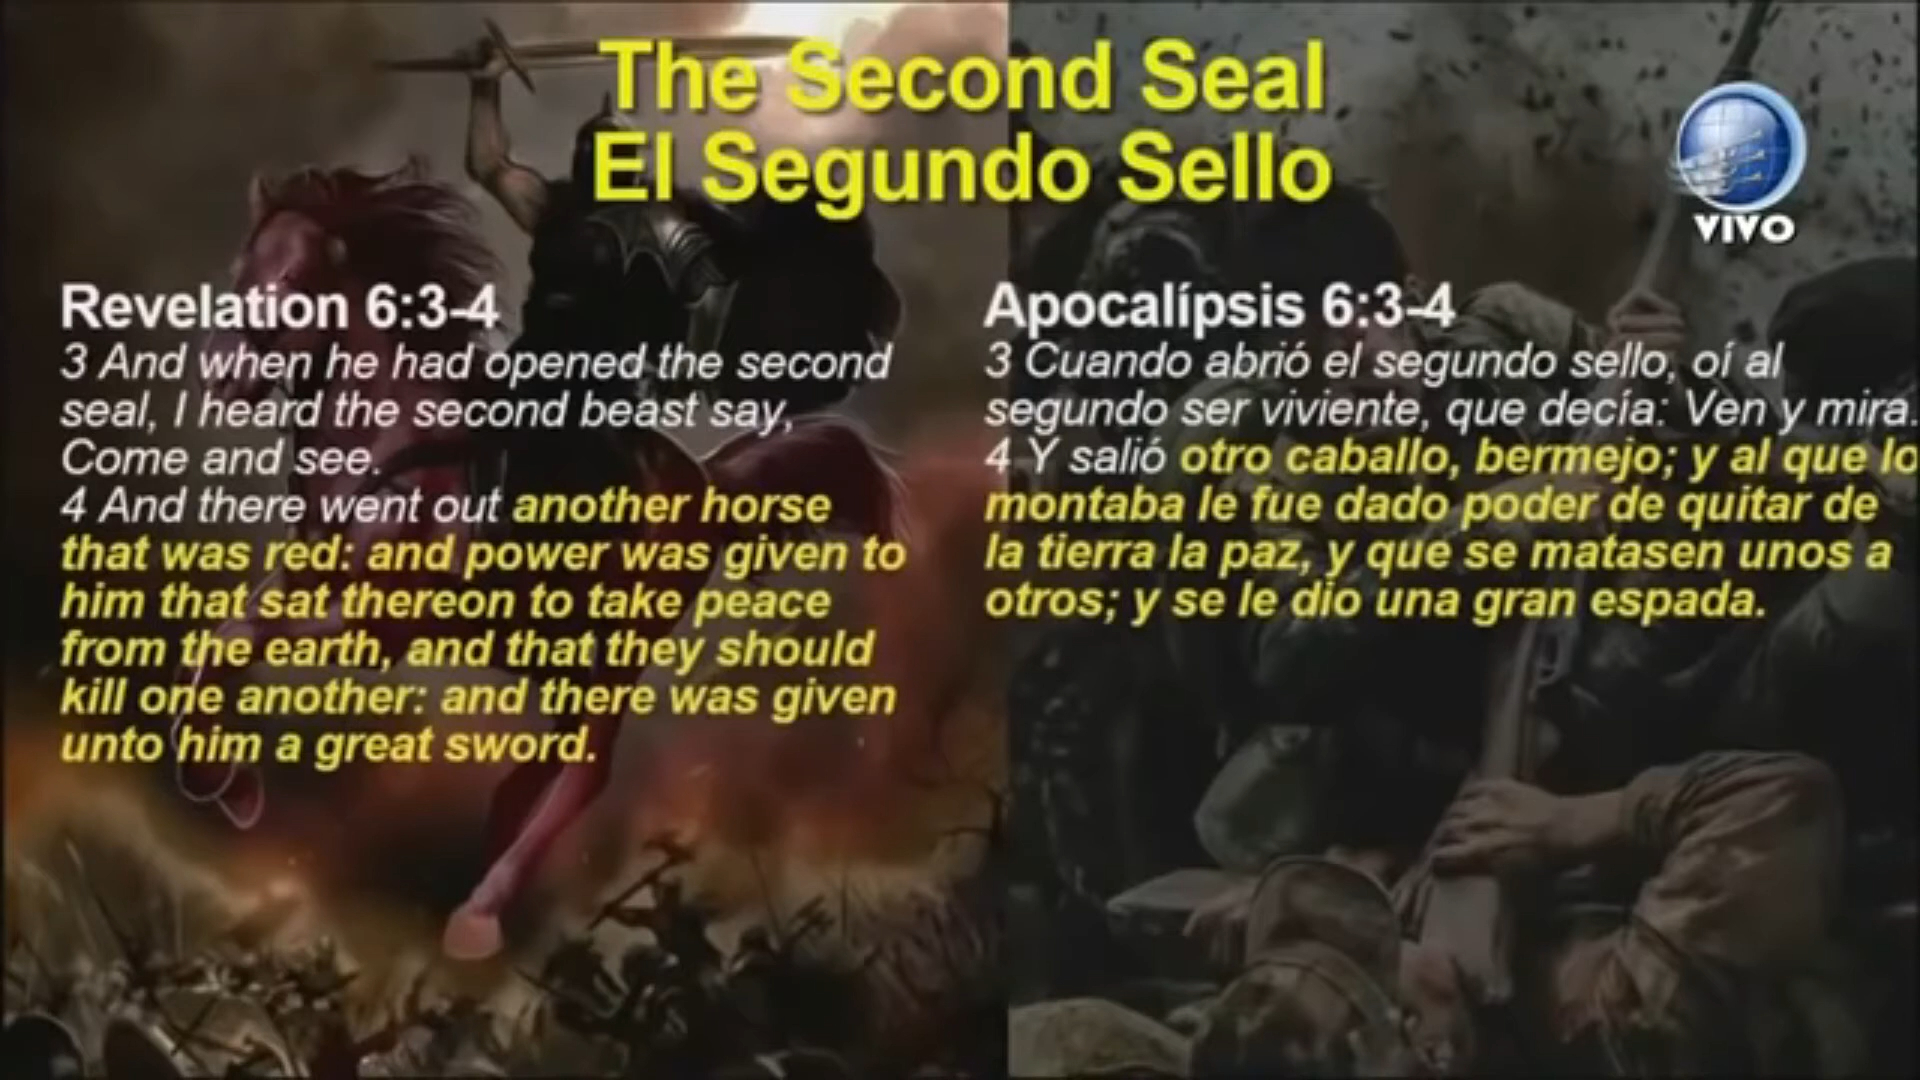 The Second Seal
El Segundo Sello
VIVO
Revelation 6:3-4
3 And when he had opened the second
seal, I heard the second beast say,
Come and see.
4 And there went out another horse
that was red: and power was given to
him that sat thereon to take peace
from the earth, and that they should
kill one another: and there was given
unto him a great sword.
Apocalípsis 6:3-4
3 Cuando abrió el segundo sello, oí al
segundo ser viviente, que decía: Ven y mira.
4 Y salió otro caballo, bermejo; y al que lo
montaba le fue dado poder de quitar de
la tierra la paz, y que se matasen unos a
otros; y se le dio una gran espada.